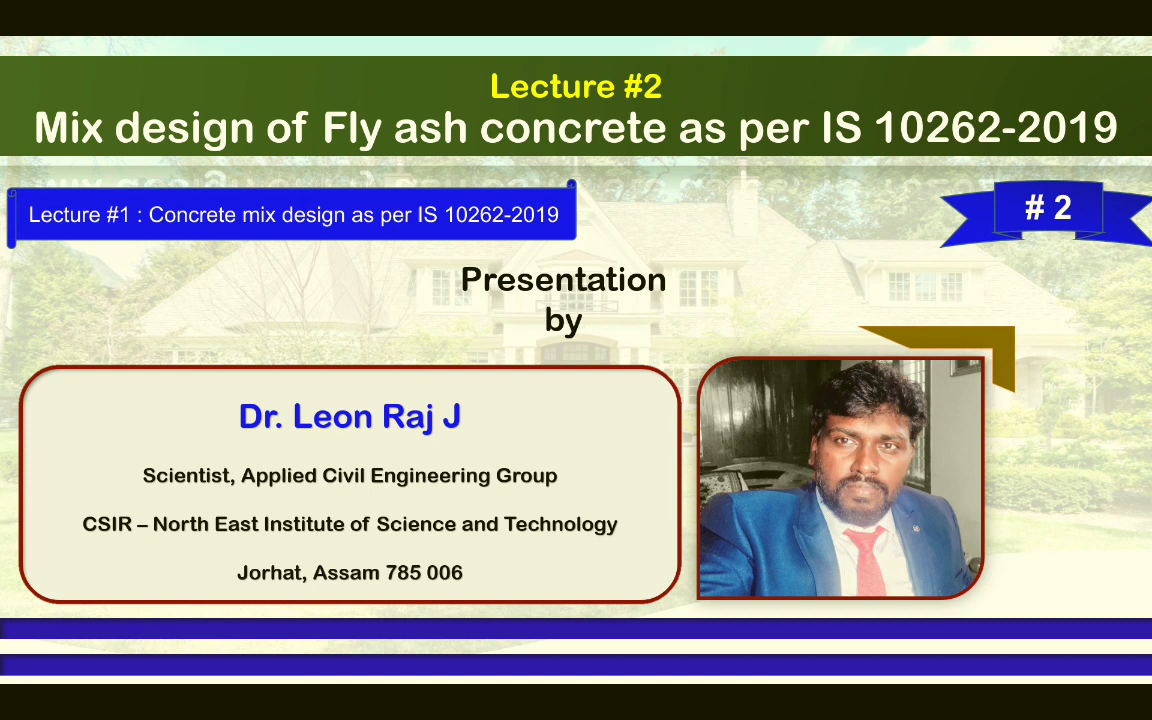 Lecture #2
Mix design of Fly ash concrete as per IS 10262-2019
Lecture #1 : Concrete mix design as per IS 10262-2019
# 2
Presentation
by
Dr. Leon Raj J
Scientist, Applied Civil Engineering Group
CSIR – North East Institute of Science and Technology
Jorhat, Assam 785 006